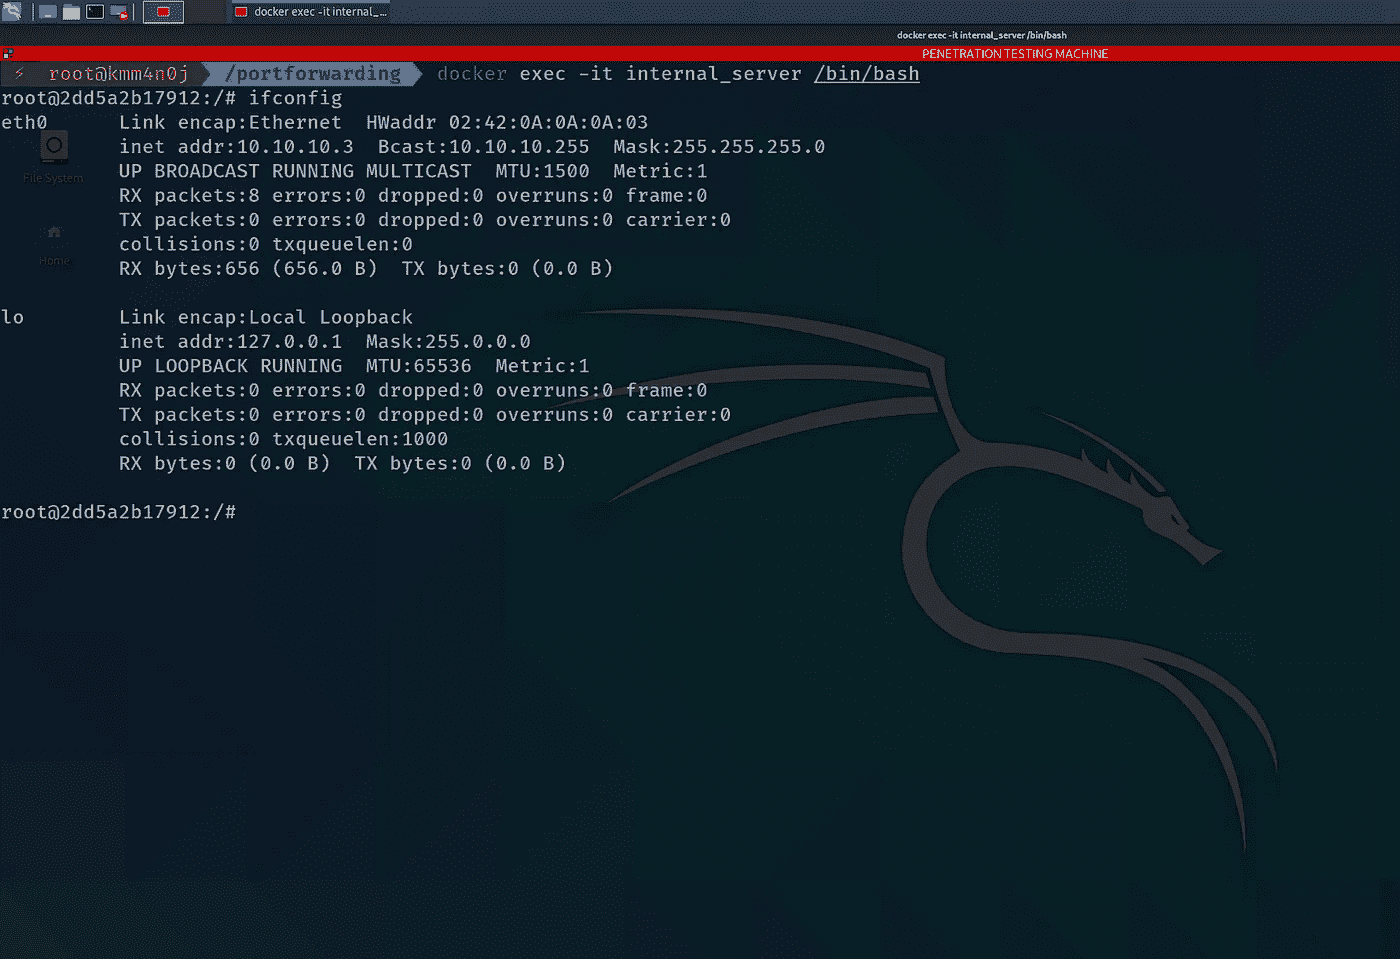 docker exec -it internal_...
docker exec -it internal_server /bin/bash
PENETRATION TESTING MACHINE
⚡ root@kmm4n0j /portforwarding docker exec -it internal_server /bin/bash
root@2dd5a2b17912:/# ifconfig
eth0 Link encap:Ethernet HWaddr 02:42:0A:0A:0A:03
inet addr:10.10.10.3 Bcast:10.10.10.255 Mask:255.255.255.0
UP BROADCAST RUNNING MULTICAST MTU:1500 Metric:1
RX packets:8 errors:0 dropped:0 overruns:0 frame:0
TX packets:0 errors:0 dropped:0 overruns:0 carrier:0
collisions:0 txqueuelen:0
RX bytes:656 (656.0 B) TX bytes:0 (0.0 B)
File System
Home
lo Link encap:Local Loopback
inet addr:127.0.0.1 Mask:255.0.0.0
UP LOOPBACK RUNNING MTU:65536 Metric:1
RX packets:0 errors:0 dropped:0 overruns:0 frame:0
TX packets:0 errors:0 dropped:0 overruns:0 carrier:0
collisions:0 txqueuelen:1000
RX bytes:0 (0.0 B) TX bytes:0 (0.0 B)
root@2dd5a2b17912:/#